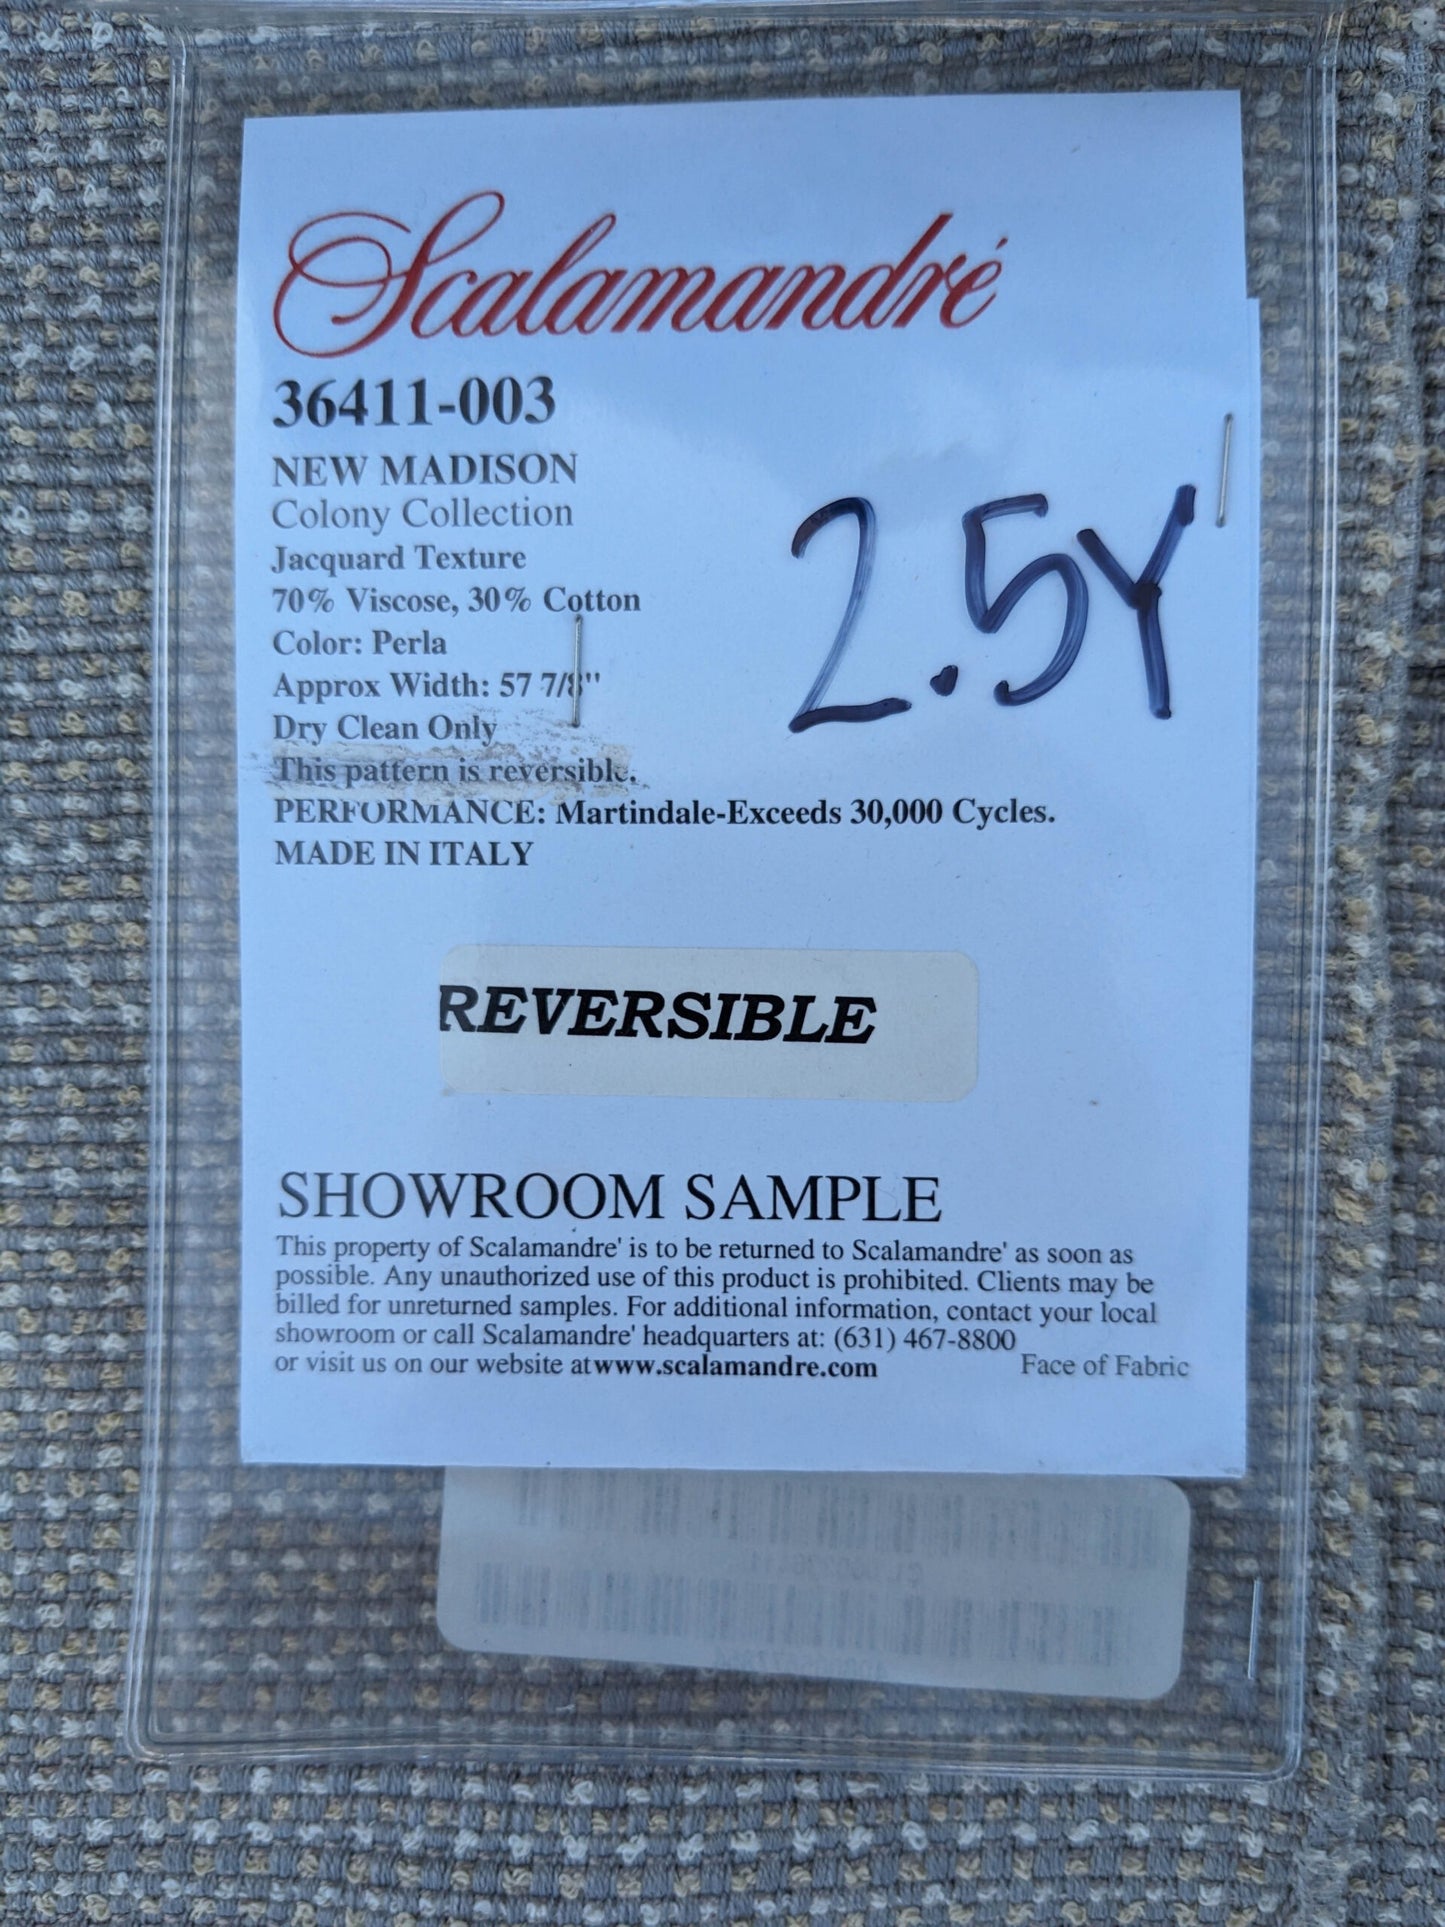 Scalamandré
36411-003
NEW MADISON
Colony Collection
Jacquard Texture
70% Viscose, 30% Cotton
Color: Perla
Approx Width: 57 7/8''
Dry Clean Only
This pattern is reversible.
PERFORMANCE: Martindale-Exceeds 30,000 Cycles.
MADE IN ITALY
2.5Y
REVERSIBLE
SHOWROOM SAMPLE
This property of Scalamandre' is to be returned to Scalamandre' as soon as
possible. Any unauthorized use of this product is prohibited. Clients may be
billed for unreturned samples. For additional information, contact your local
showroom or call Scalamandre' headquarters at: (631) 467-8800
or visit us on our website at www.scalamandre.com Face of Fabric